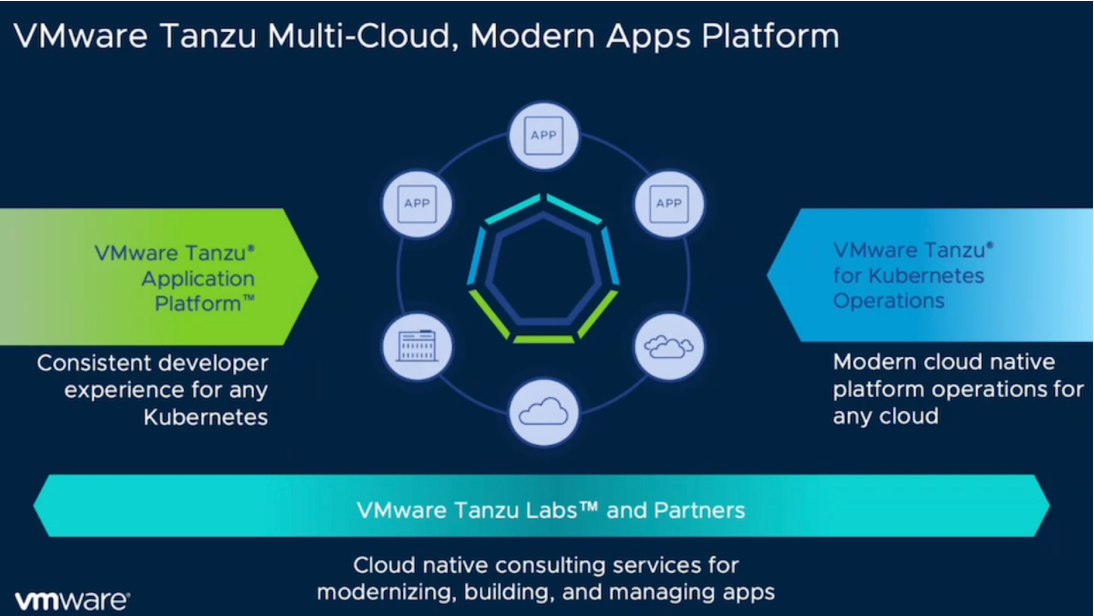 VMware Tanzu Multi-Cloud, Modern Apps Platform
APP
APP
APP
VMware Tanzu®
Application
Platform™
Consistent developer
experience for any
Kubernetes
VMware Tanzu®
for Kubernetes
Operations
Modern cloud native
platform operations for
any cloud
VMware Tanzu Labs™ and Partners
Cloud native consulting services for
modernizing, building, and managing apps
vmware®